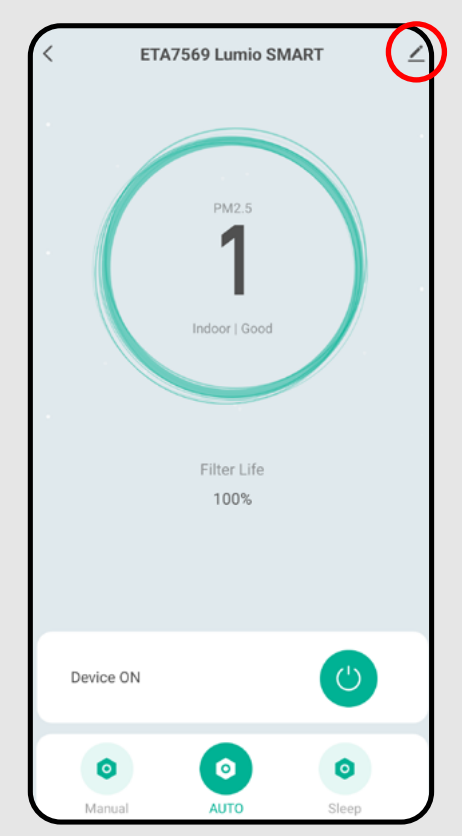 ETA7569 Lumio SMART
PM2.5
1
Indoor | Good
Filter Life
100%
Device ON
Manual
AUTO
Sleep